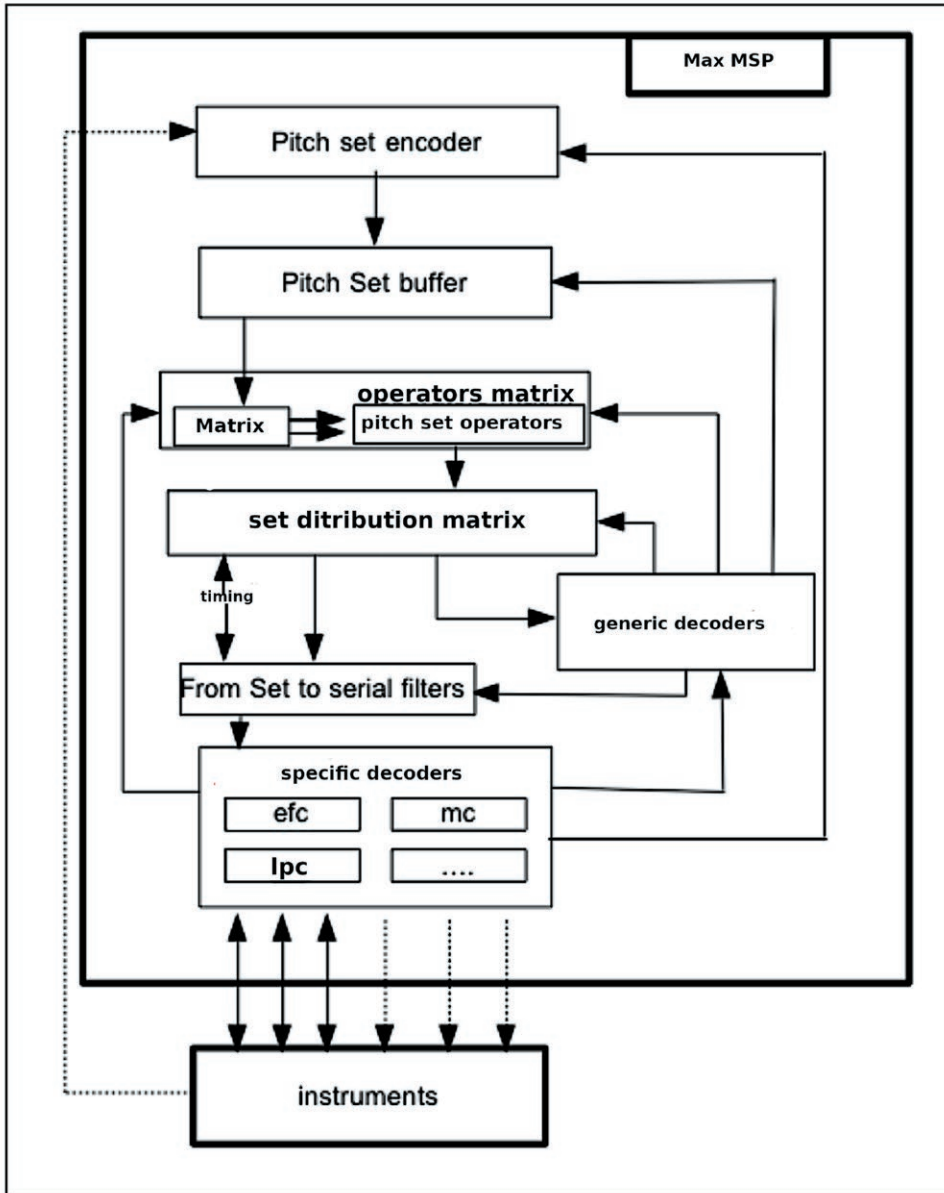 Max MSP
Pitch set encoder
Pitch Set buffer
operators matrix
Matrix
pitch set operators
set ditribution matrix
timing
generic decoders
From Set to serial filters
specific decoders
efc
mc
lpc
....
instruments